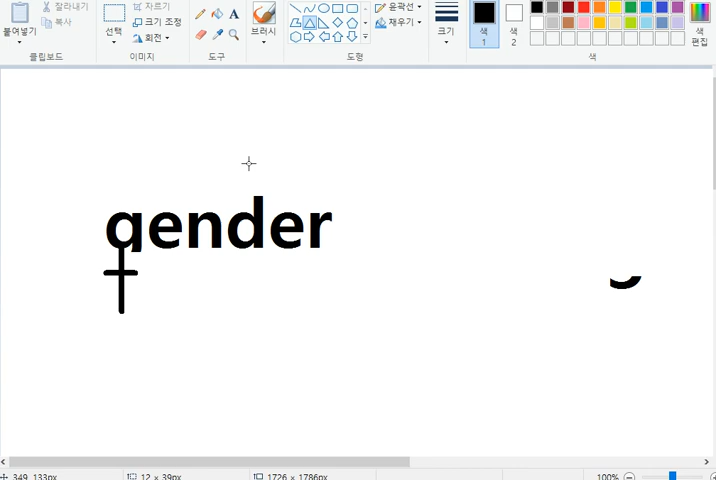 붙여넣기
잘라내기
복사
클립보드
선택
자르기
크기 조정
회전
이미지
A
도구
브러시
윤곽선
채우기
도형
크기
색
1
색
2
색
편집
색
gender
349, 133px
12 × 39px
1726 × 1786px
100%